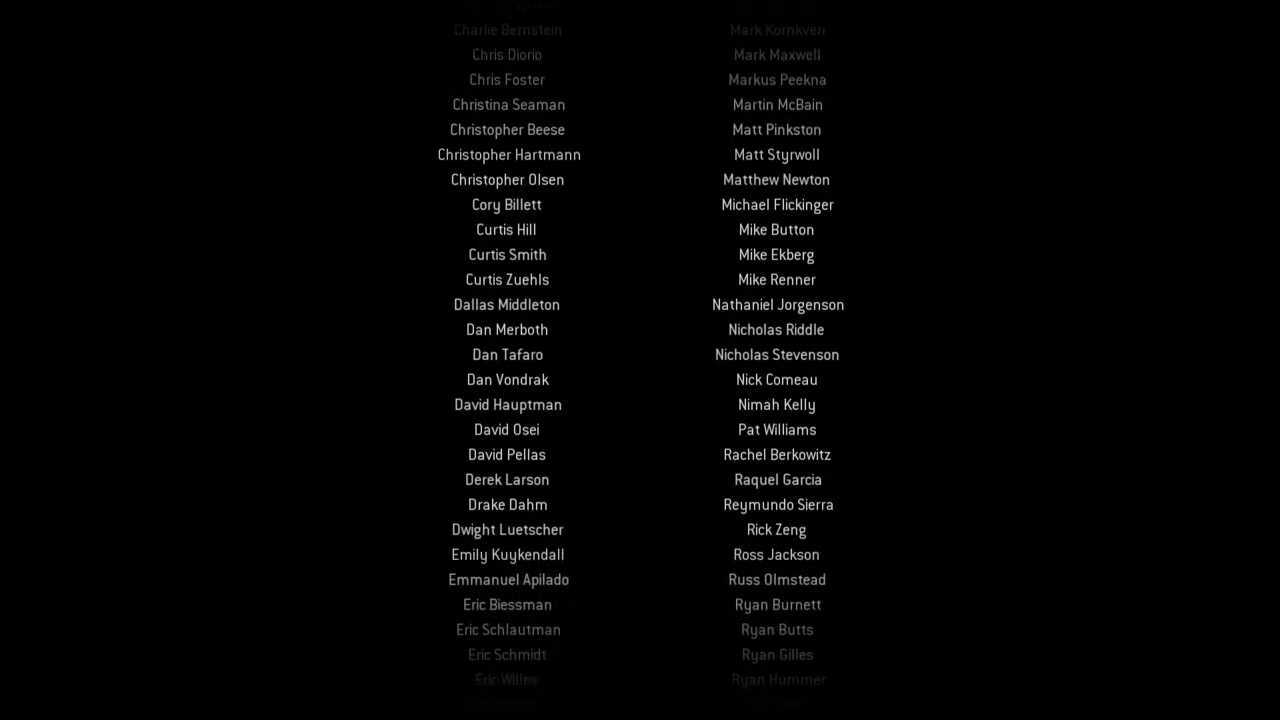 Charlie Bernstein
Chris Diorio
Chris Foster
Christina Seaman
Christopher Beese
Christopher Hartmann
Christopher Olsen
Cory Billett
Curtis Hill
Curtis Smith
Curtis Zuehls
Dallas Middleton
Dan Merboth
Dan Tafaro
Dan Vondrak
David Hauptman
David Osei
David Pellas
Derek Larson
Drake Dahm
Dwight Luetscher
Emily Kuykendall
Emmanuel Apilado
Eric Biessman
Eric Schlautman
Eric Schmidt
Eric Willes
Mark Kornkven
Mark Maxwell
Markus Peekna
Martin McBain
Matt Pinkston
Matt Styrwoll
Matthew Newton
Michael Flickinger
Mike Button
Mike Ekberg
Mike Renner
Nathaniel Jorgenson
Nicholas Riddle
Nicholas Stevenson
Nick Comeau
Nimah Kelly
Pat Williams
Rachel Berkowitz
Raquel Garcia
Reymundo Sierra
Rick Zeng
Ross Jackson
Russ Olmstead
Ryan Burnett
Ryan Butts
Ryan Gilles
Ryan Hummer